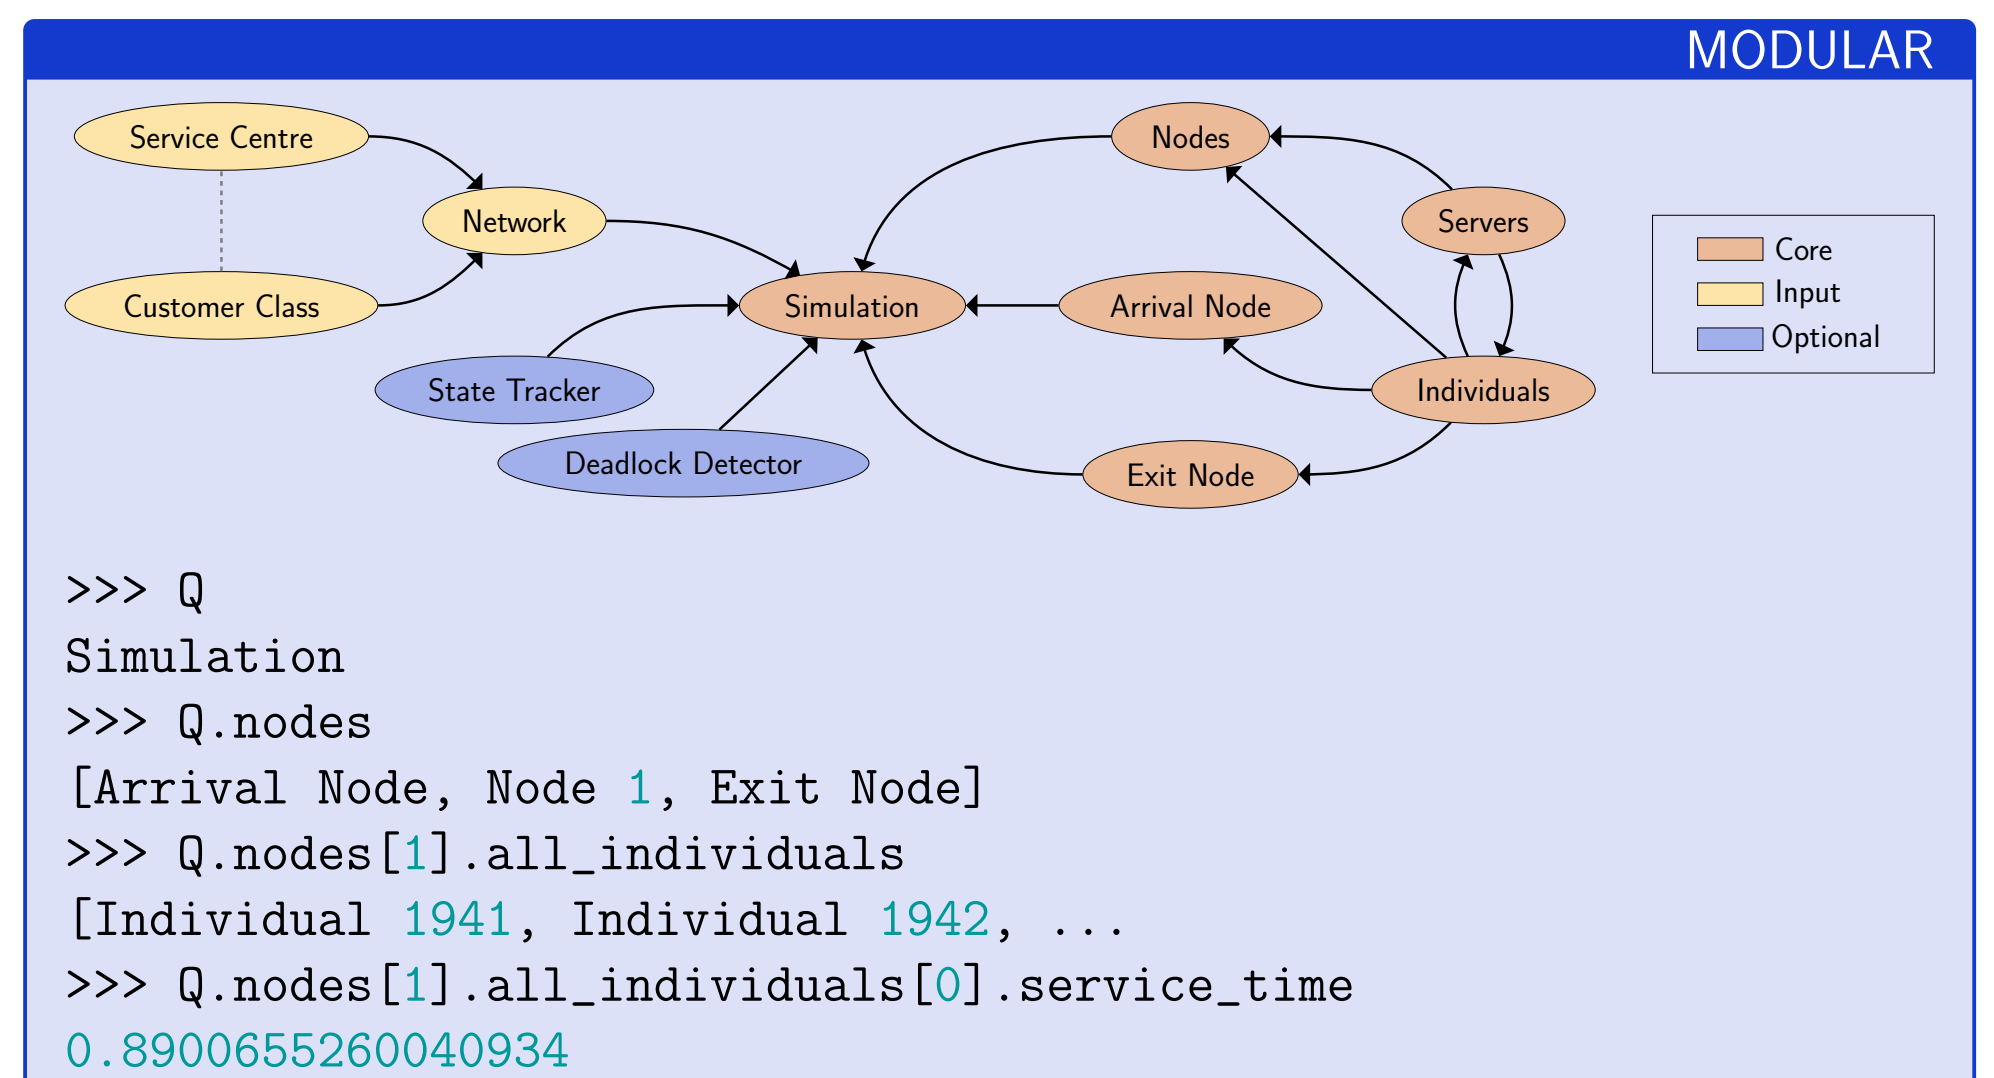 MODULAR
Service Centre
Customer Class
Network
State Tracker
Deadlock Detector
Simulation
Nodes
Arrival Node
Exit Node
Servers
Individuals
Core
Input
Optional
>>> Q
Simulation
>>> Q.nodes
[Arrival Node, Node 1, Exit Node]
>>> Q.nodes[1].all_individuals
[Individual 1941, Individual 1942, ...
>>> Q.nodes[1].all_individuals[0].service_time
0.8900655260040934